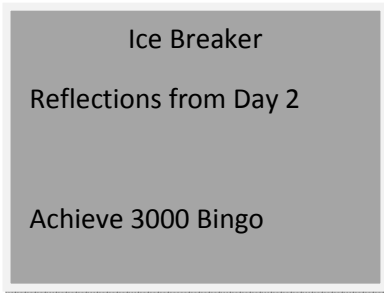 Ice Breaker
Reflections from Day 2
Achieve 3000 Bingo